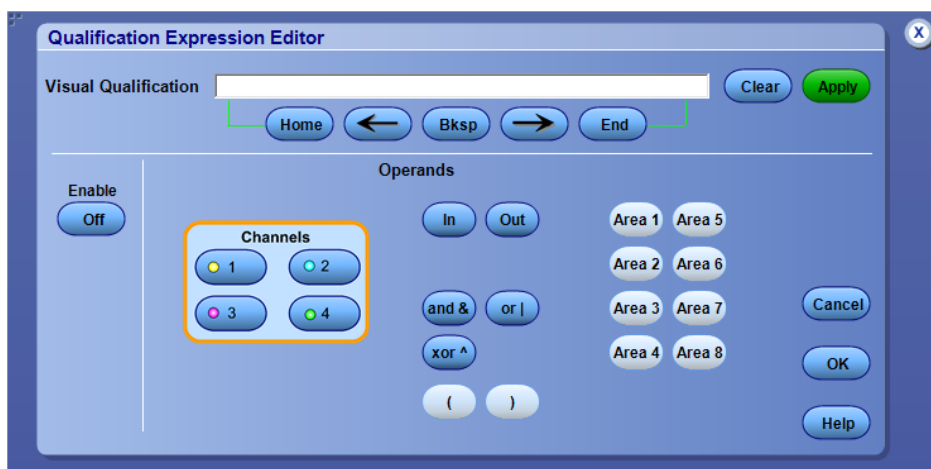 Qualification Expression Editor
X
Visual Qualification
Clear
Apply
Home
Bksp
End
Operands
Enable
Off
Channels
1
2
3
4
In
Out
and &
or |
xor ^
(
)
Area 1
Area 5
Area 2
Area 6
Area 3
Area 7
Area 4
Area 8
Cancel
OK
Help